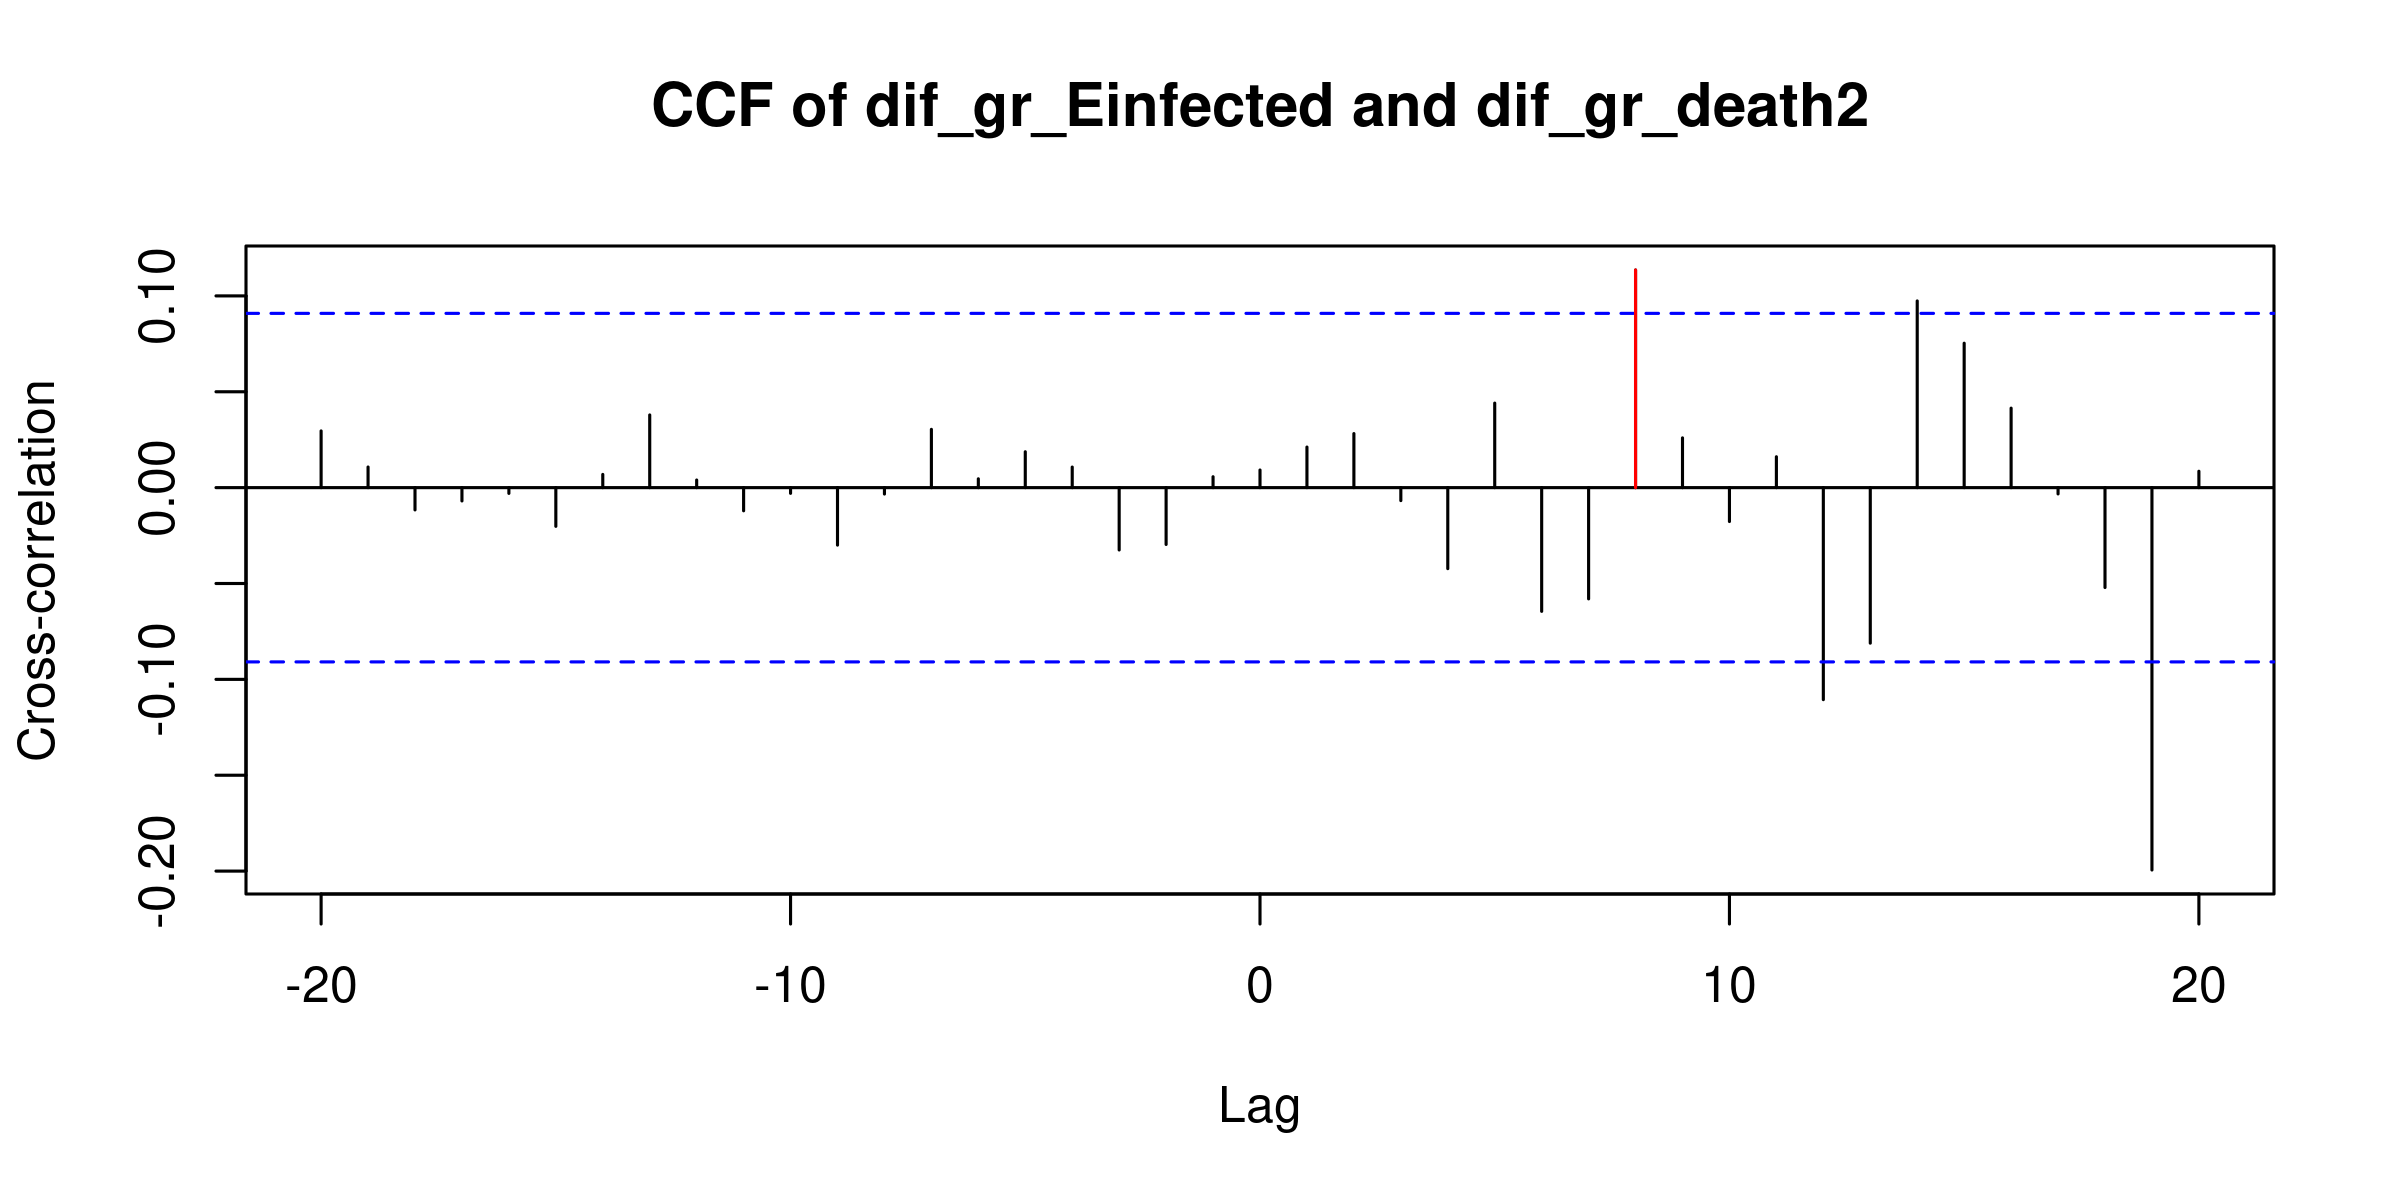 CCF of dif_gr_Einfected and dif_gr_death2
Cross-correlation
0.10
0.00
-0.10
-0.20
-20 -10 0 10 20
Lag